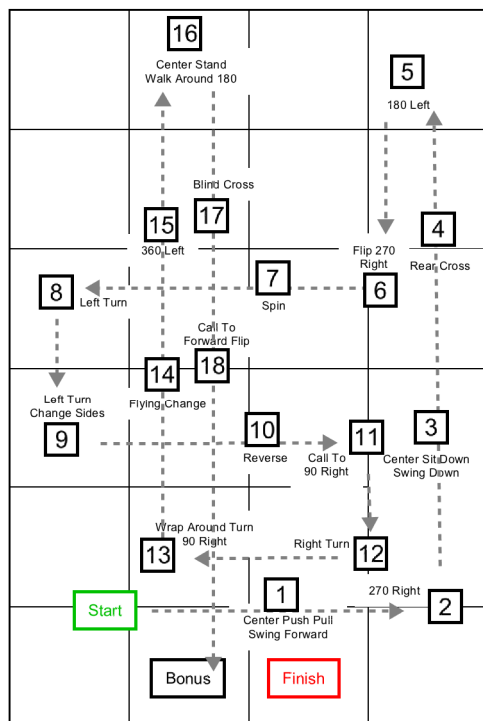 16
Center Stand
Walk Around 180
5
180 Left
Blind Cross
15
17
4
360 Left
Flip 270
Right
Rear Cross
8
Left Turn
7
Spin
6
Call To
Forward Flip
14
18
Flying Change
Left Turn
Change Sides
9
10
Reverse
11
Call To
90 Right
3
Center Sit Down
Swing Down
Wrap Around Turn
90 Right
13
Right Turn
12
Start
1
Center Push Pull
Swing Forward
270 Right
2
Bonus
Finish